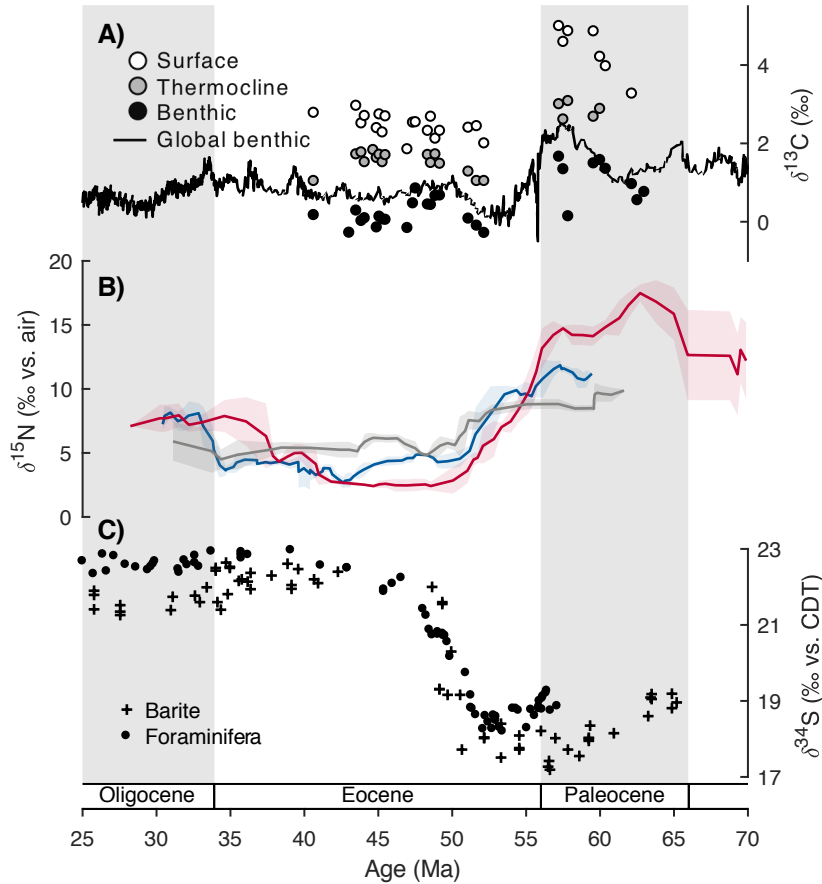 A)
Surface
Thermocline
Benthic
Global benthic
4
2
0
δ¹³C (‰)
B)
20
15
10
5
0
δ¹⁵N (‰ vs. air)
C)
23
21
19
17
δ³⁴S (‰ vs. CDT)
Barite
Foraminifera
Oligocene Eocene Paleocene
25 30 35 40 45 50 55 60 65 70
Age (Ma)